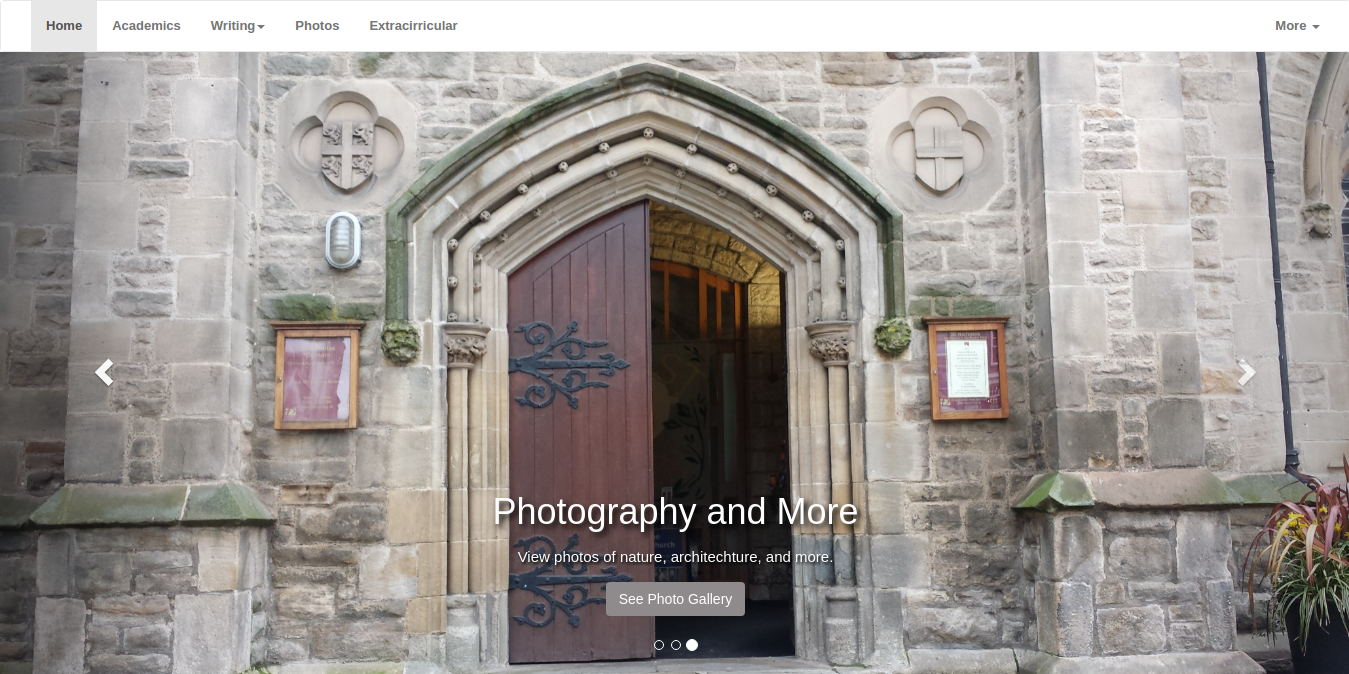 Home Academics Writing Photos Extracirricular More
Photography and More
View photos of nature, architechture, and more.
See Photo Gallery